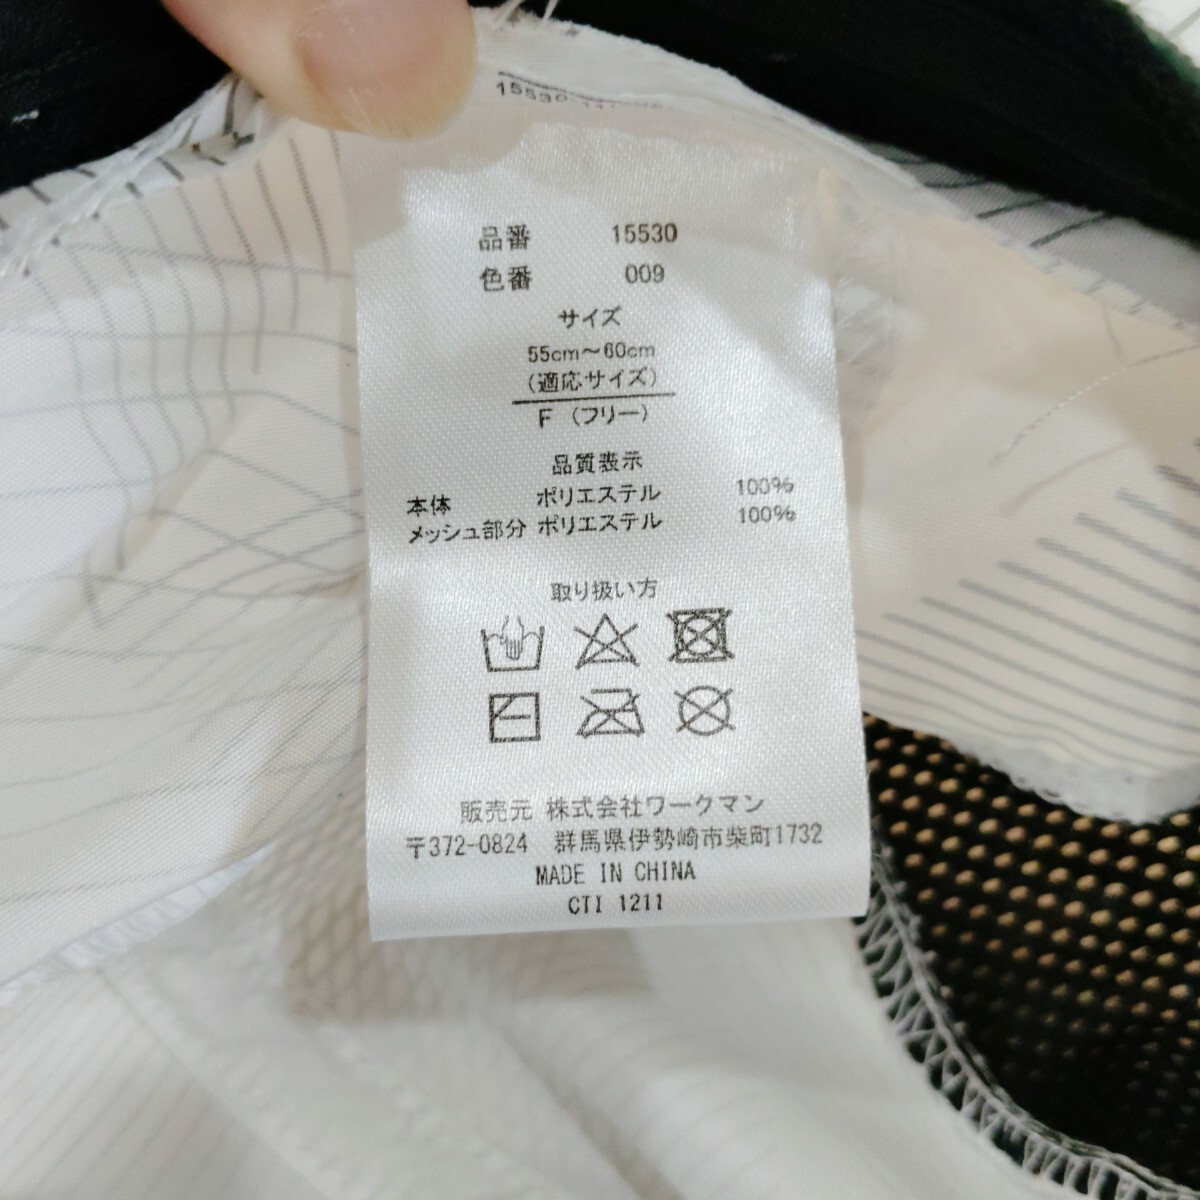 15530
品番 15530
色番 009
サイズ
55cm～60cm
(適応サイズ)
F (フリー)
品質表示
本体 ポリエステル 100%
メッシュ部分 ポリエステル 100%
取り扱い方
販売元 株式会社ワークマン
〒372-0824 群馬県伊勢崎市柴町1732
MADE IN CHINA
CTI 1211